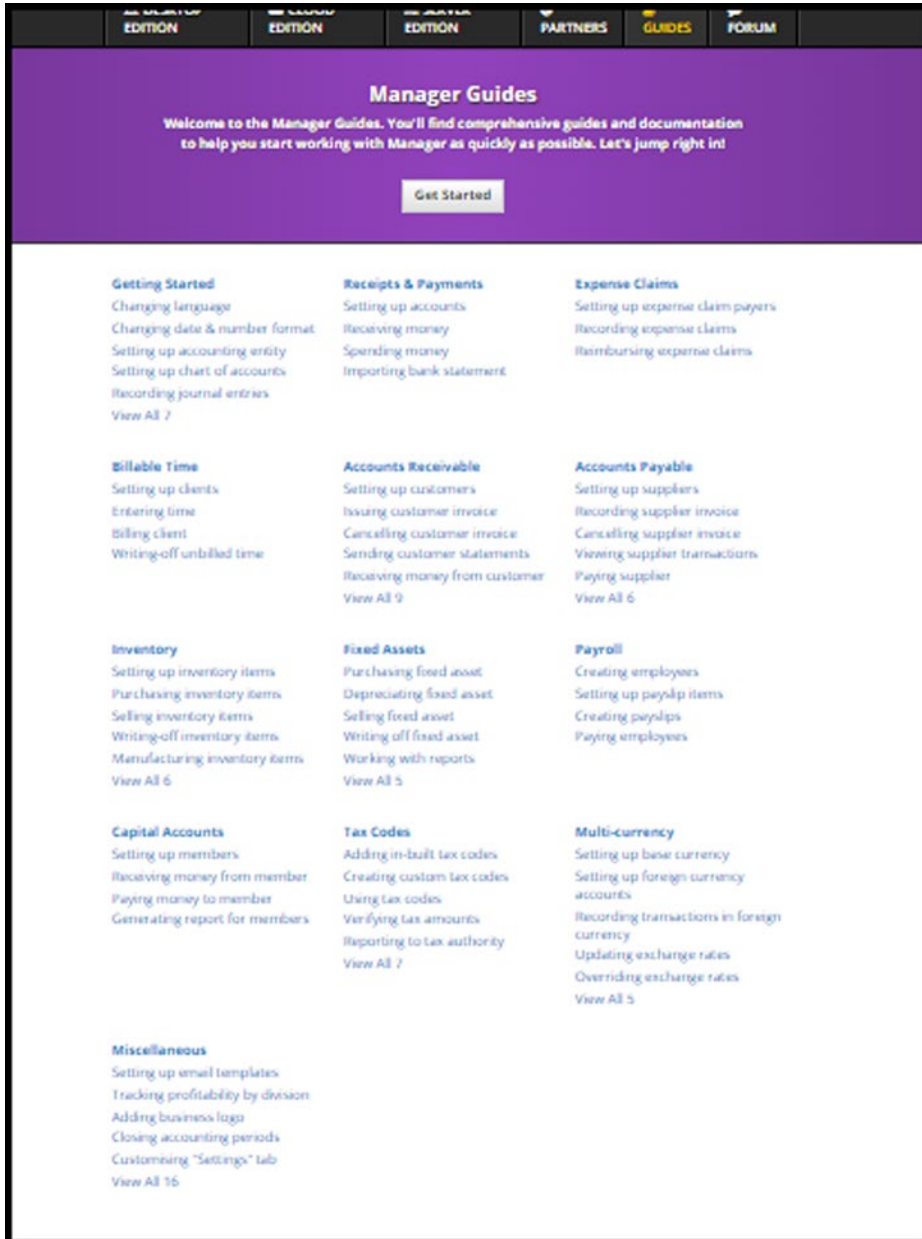 DESKTOP CLOUD SERVER
EDITION EDITION EDITION PARTNERS GUIDES FORUM
Manager Guides
Welcome to the Manager Guides. You'll find comprehensive guides and documentation
to help you start working with Manager as quickly as possible. Let's jump right in!
Get Started
Getting Started
Changing language
Changing date & number format
Setting up accounting entity
Setting up chart of accounts
Recording journal entries
View All 7
Receipts & Payments
Setting up accounts
Receiving money
Spending money
Importing bank statement
Expense Claims
Setting up expense claim payers
Recording expense claims
Reimbursing expense claims
Billable Time
Setting up clients
Entering time
Billing client
Writing-off unbilled time
Accounts Receivable
Setting up customers
Issuing customer invoice
Cancelling customer invoice
Sending customer statements
Receiving money from customer
View All 9
Accounts Payable
Setting up suppliers
Recording supplier invoice
Cancelling supplier invoice
Viewing supplier transactions
Paying supplier
View All 6
Inventory
Setting up inventory items
Purchasing inventory items
Selling inventory items
Writing-off inventory items
Manufacturing inventory items
View All 6
Fixed Assets
Purchasing fixed asset
Depreciating fixed asset
Selling fixed asset
Writing off fixed asset
Working with reports
View All 5
Payroll
Creating employees
Setting up payslip items
Creating payslips
Paying employees
Capital Accounts
Setting up members
Receiving money from member
Paying money to member
Generating report for members
Tax Codes
Adding in-built tax codes
Creating custom tax codes
Using tax codes
Verifying tax amounts
Reporting to tax authority
View All 7
Multi-currency
Setting up base currency
Setting up foreign currency
accounts
Recording transactions in foreign
currency
Updating exchange rates
Overriding exchange rates
View All 5
Miscellaneous
Setting up email templates
Tracking profitability by division
Adding business logo
Closing accounting periods
Customising "Settings" tab
View All 16